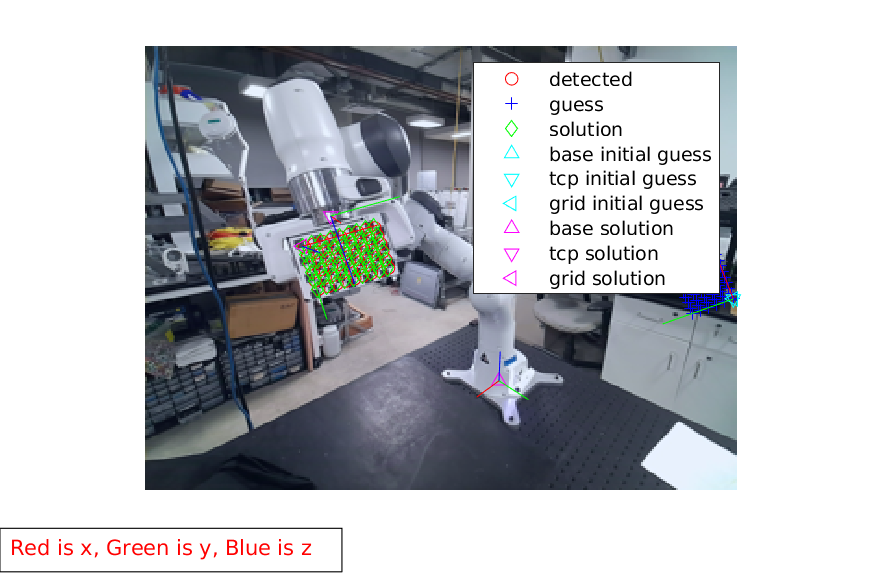 detected
guess
solution
base initial guess
tcp initial guess
grid initial guess
base solution
tcp solution
grid solution
Red is x, Green is y, Blue is z